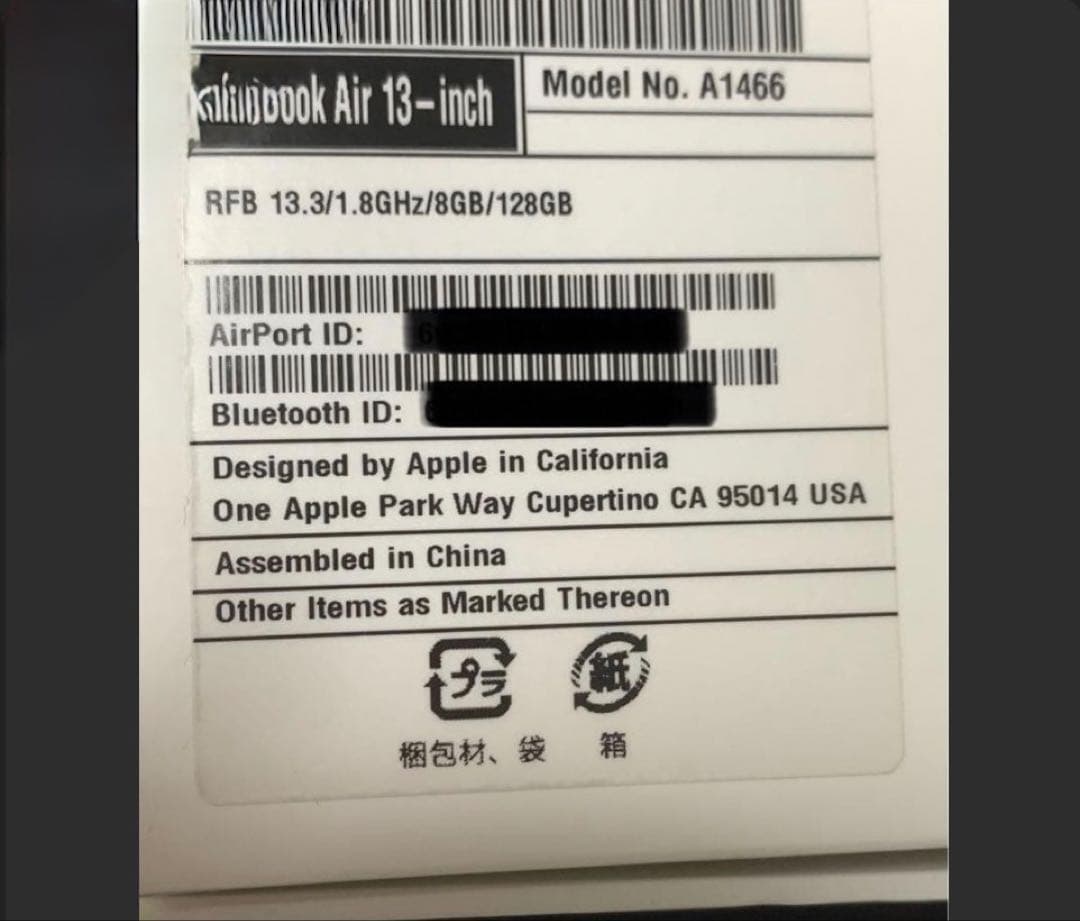 Air 13-inch
Model No. A1466
RFB 13.3/1.8GHz/8GB/128GB
AirPort ID:
Bluetooth ID:
Designed by Apple in California
One Apple Park Way Cupertino CA 95014 USA
Assembled in China
Other Items as Marked Thereon
プラ
紙
梱包材、袋
箱